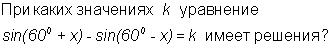 При каких значениях k уравнение
sin(60⁰ + x) - sin(60⁰ - x) = k имеет решения?